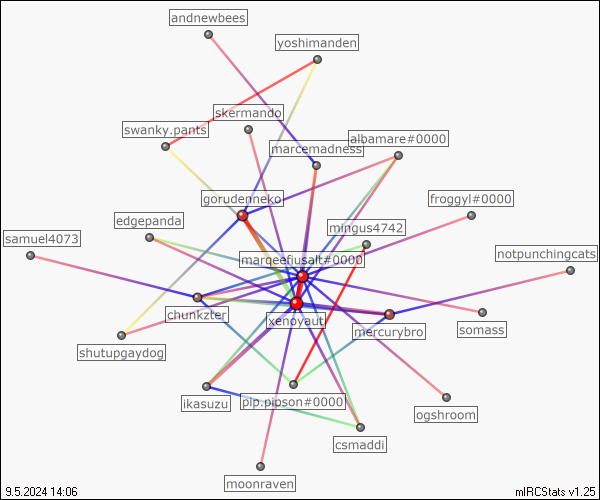 andnewbees
yoshimanden
skermando
swanky.pants
albamare#0000
marcemadness
gorudenneko
froggyl#0000
edgepanda
mingus4742
samuel4073
notpunchingcats
marqeefiusalt#0000
chunkzter
xenoyaut
mercurybro
somass
shutupgaydog
ikasuzu
pip.pipson#0000
ogshroom
csmaddi
moonraven
9.5.2024 14:06
mIRCStats v1.25